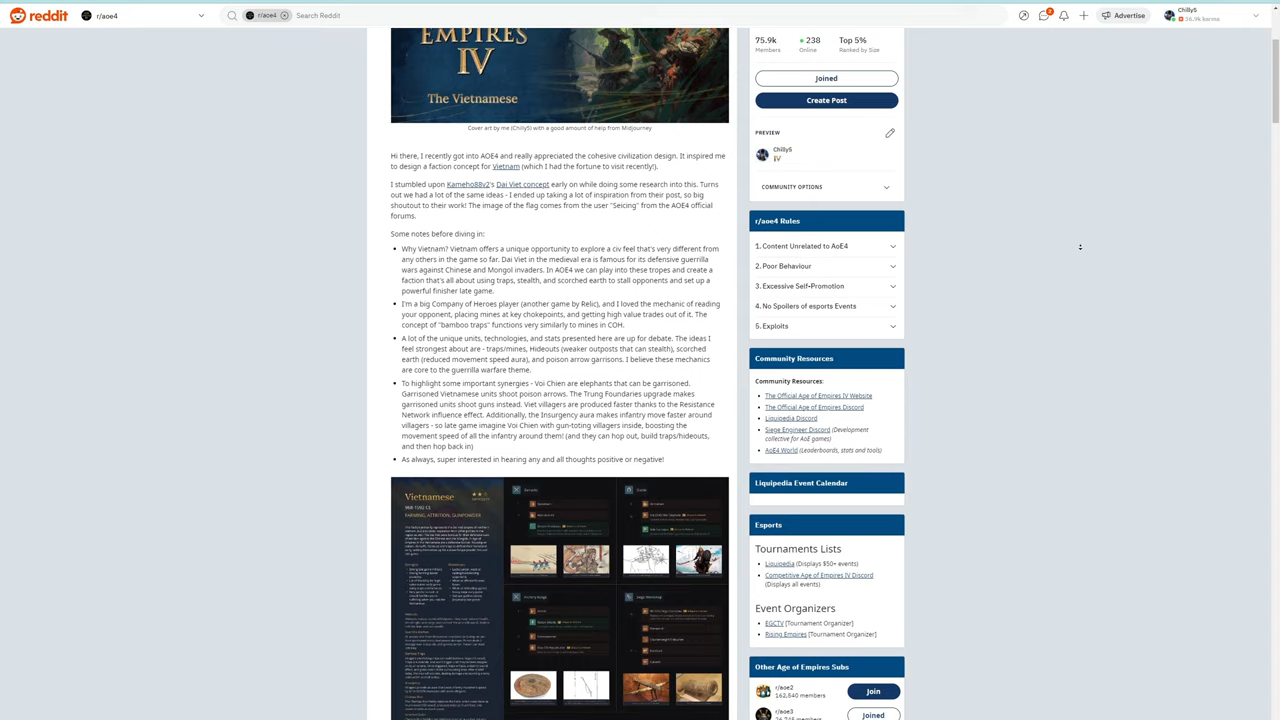 reddit
r/aoe4
r/aoe4
Search Reddit
2
Advertise
Chilly5
36.9k karma
EMPIRES
IV
The Vietnamese
Cover art by me (Chilly5) with a good amount of help from Midjourney
Hi there, I recently got into AOE4 and really appreciated the cohesive civilization design. It inspired me
to design a faction concept for Vietnam (which I had the fortune to visit recently!).
I stumbled upon Kameho88v2's Dai Viet concept early on while doing some research into this. Turns
out we had a lot of the same ideas - I ended up taking a lot of inspiration from their post, so big
shoutout to their work! The image of the flag comes from the user "Seicing" from the AOE4 official
forums.
Some notes before diving in:
Why Vietnam? Vietnam offers a unique opportunity to explore a civ feel that's very different from
any others in the game so far. Dai Viet in the medieval era is famous for its defensive guerrilla
wars against Chinese and Mongol invaders. In AOE4 we can play into these tropes and create a
faction that's all about using traps, stealth, and scorched earth to stall opponents and set up a
powerful finisher late game.
I'm a big Company of Heroes player (another game by Relic), and I loved the mechanic of reading
your opponent, placing mines at key chokepoints, and getting high value trades out of it. The
concept of "bamboo traps" functions very similarly to mines in COH.
A lot of the unique units, technologies, and stats presented here are up for debate. The ideas I
feel strongest about are - traps/mines, Hideouts (weaker outposts that can stealth), scorched
earth (reduced movement speed aura), and poison arrow garrisons. I believe these mechanics
are core to the guerrilla warfare theme.
To highlight some important synergies - Voi Chien are elephants that can be garrisoned.
Garrisoned Vietnamese units shoot poison arrows. The Trung Foundaries upgrade makes
garrisoned units shoot guns instead. Viet villagers are produced faster thanks to the Resistance
Network influence effect. Additionally, the Insurgency aura makes infantry move faster around
villagers - so late game imagine Voi Chien with gun-toting villagers inside, boosting the
movement speed of all the infantry around them! (and they can hop out, build traps/hideouts,
and then hop back in)
As always, super interested in hearing any and all thoughts positive or negative!
Vietnamese
FARMING, ATTRITION, GUNPOWDER
75.9k
Members
238
Online
Top 5%
Ranked by Size
Joined
Create Post
PREVIEW
Chilly5
IV
COMMUNITY OPTIONS
r/aoe4 Rules
1. Content Unrelated to AoE4
2. Poor Behaviour
3. Excessive Self-Promotion
4. No Spoilers of esports Events
5. Exploits
Community Resources
Community Resources:
The Official Age of Empires IV Website
The Official Age of Empires Discord
Liquipedia Discord
Siege Engineer Discord (Development
collective for AoE games)
AoE4 World (Leaderboards, stats and tools)
Liquipedia Event Calendar
Esports
Tournaments Lists
Liquipedia (Displays $50+ events)
Competitive Age of Empires IV Discord
(Displays all events)
Event Organizers
EGCTV [Tournament Organizer]
Rising Empires [Tournament Organizer]
Other Age of Empires Subs
r/aoe2
162,640 members
Join
r/aoe3
Joined